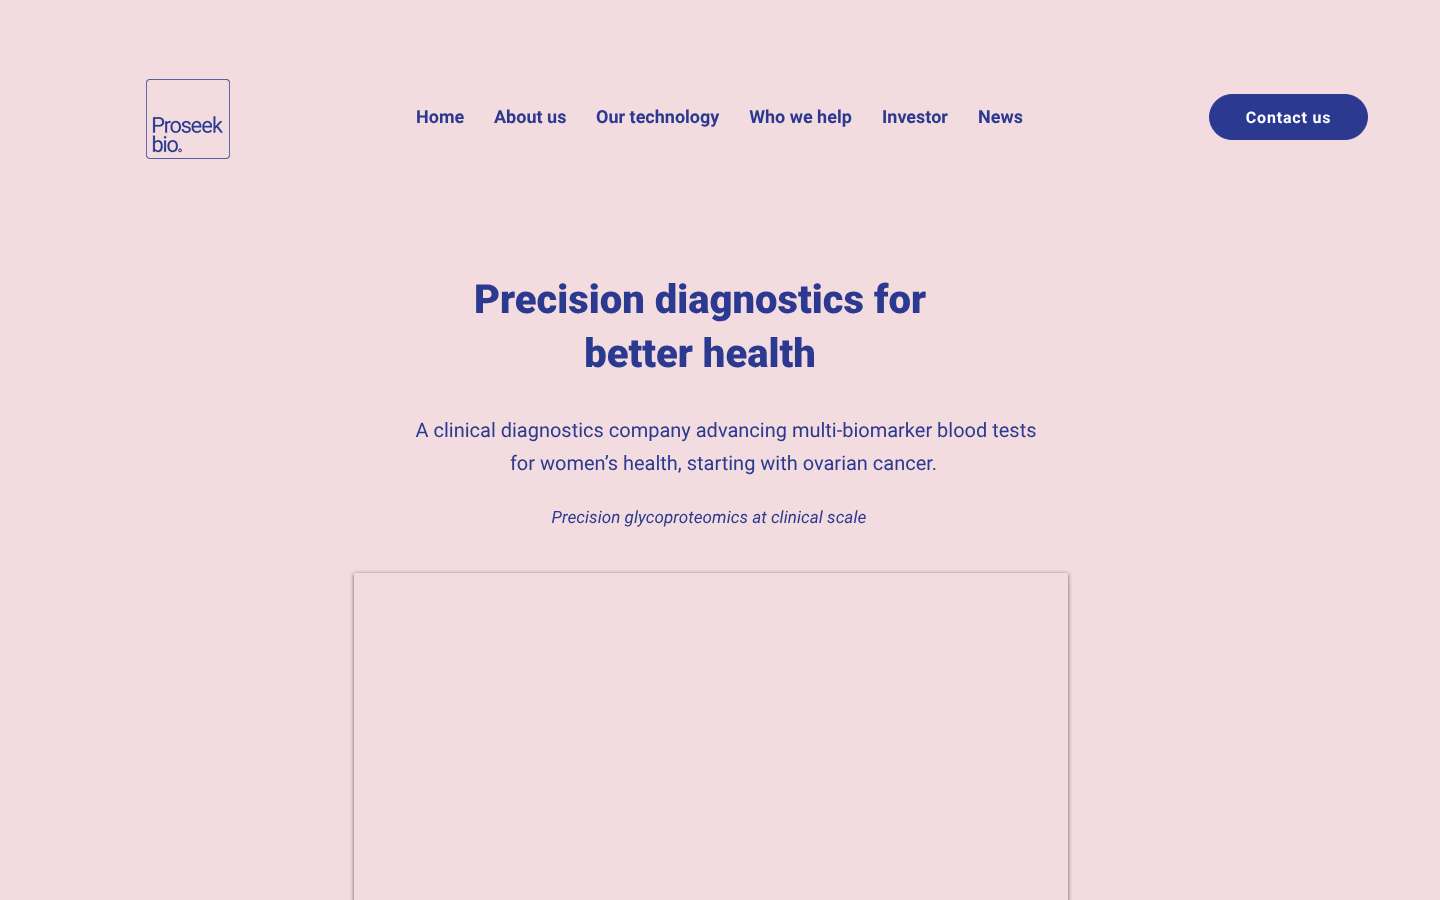 Proseek
bio.
Home About us Our technology Who we help Investor News
Contact us
Precision diagnostics for
better health
A clinical diagnostics company advancing multi-biomarker blood tests
for women’s health, starting with ovarian cancer.
Precision glycoproteomics at clinical scale